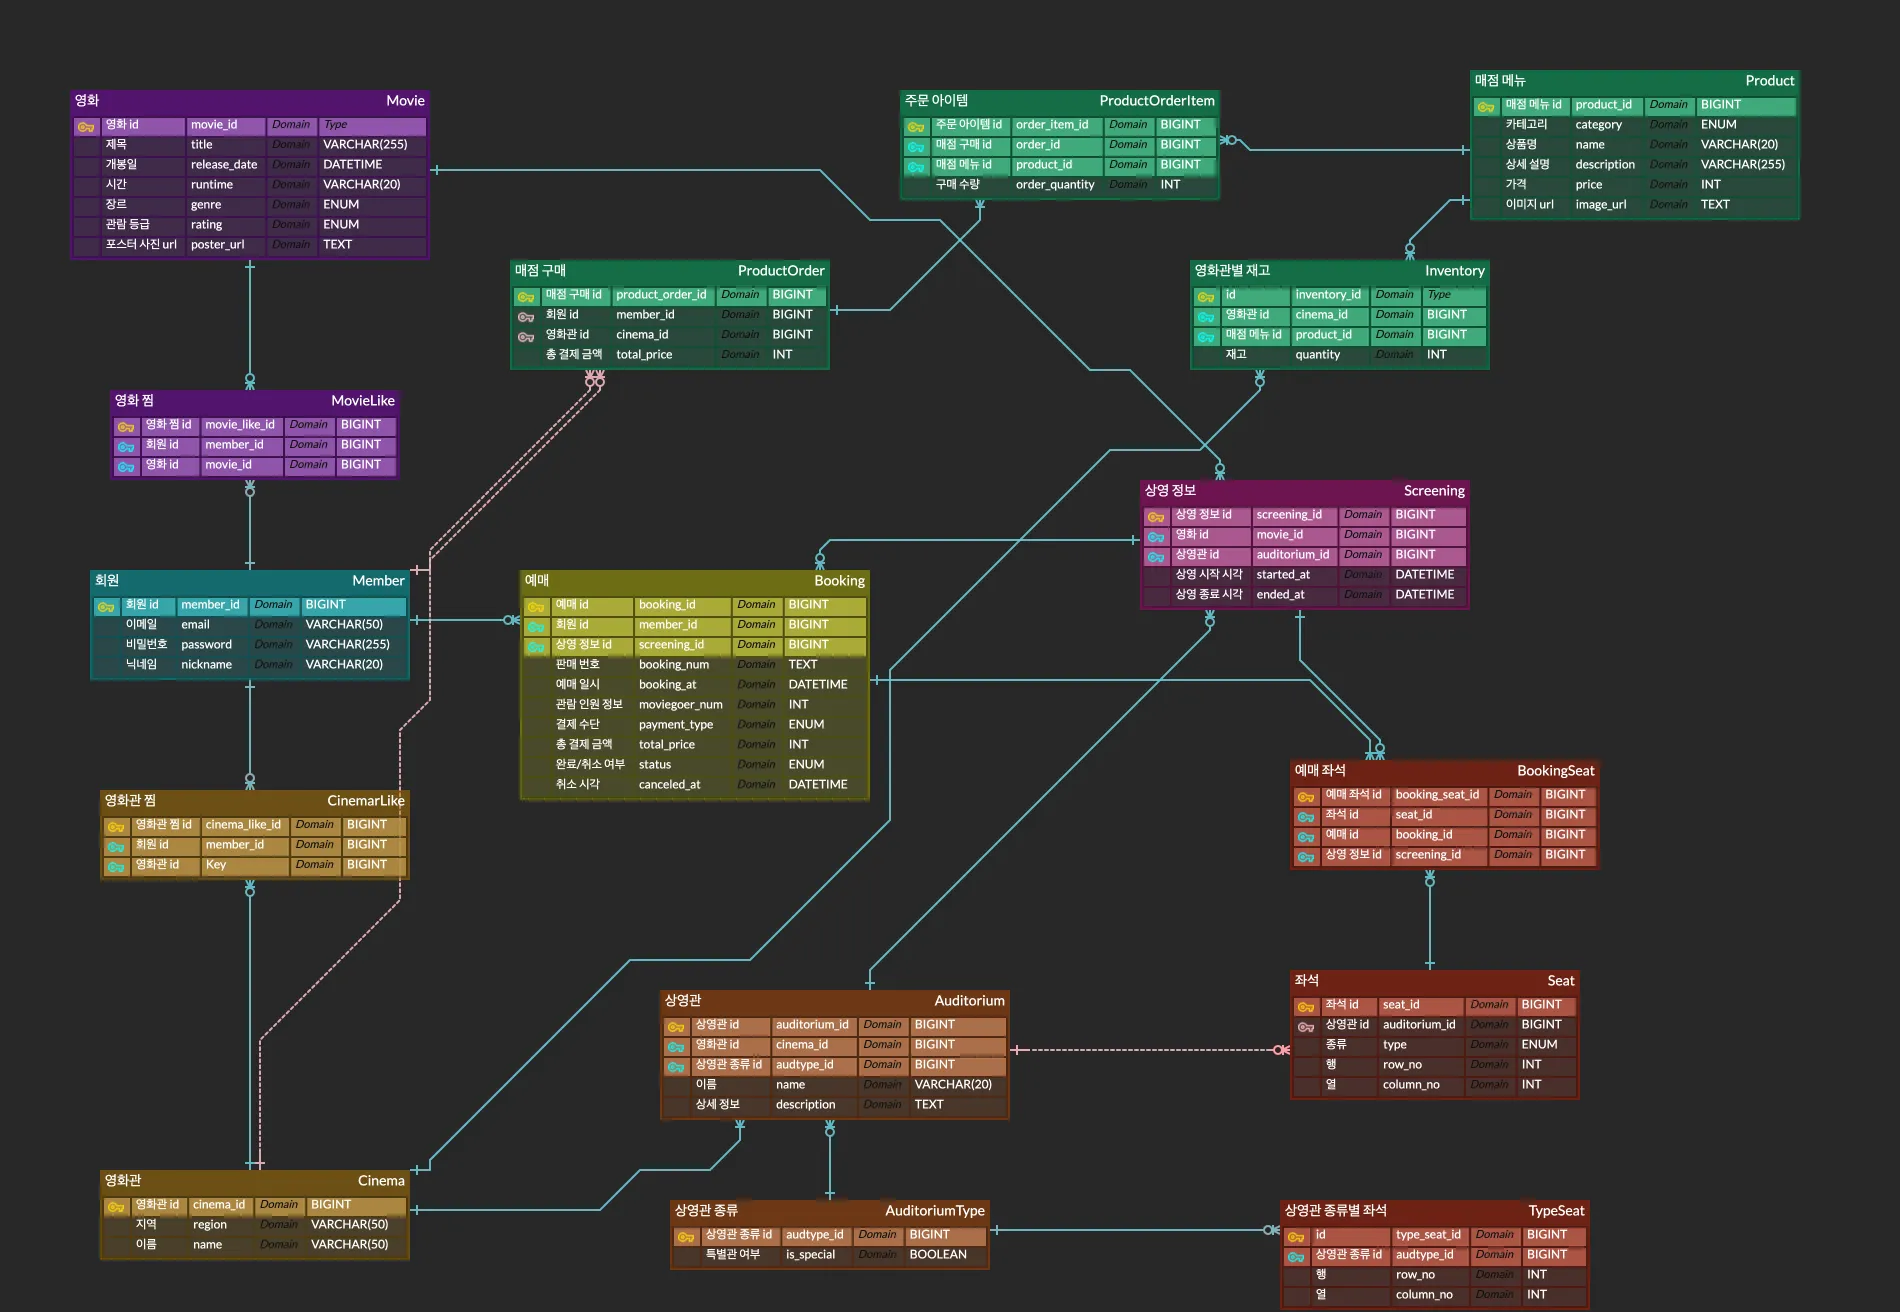 영화 Movie
영화 id movie_id Domain Type
제목 title Domain VARCHAR(255)
개봉일 release_date Domain DATETIME
시간 runtime Domain VARCHAR(20)
장르 genre Domain ENUM
관람 등급 rating Domain ENUM
포스터 사진 url poster_url Domain TEXT
주문 아이템 ProductOrderItem
주문 아이템 id order_item_id Domain BIGINT
매점 구매 id order_id Domain BIGINT
매점 메뉴 id product_id Domain BIGINT
구매 수량 order_quantity Domain INT
매점 메뉴 Product
매점 메뉴 id product_id Domain BIGINT
카테고리 category Domain ENUM
상품명 name Domain VARCHAR(20)
상세 설명 description Domain VARCHAR(255)
가격 price Domain INT
이미지 url image_url Domain TEXT
매점 구매 ProductOrder
매점 구매 id product_order_id Domain BIGINT
회원 id member_id Domain BIGINT
영화관 id cinema_id Domain BIGINT
총 결제 금액 total_price Domain INT
영화관별 재고 Inventory
id inventory_id Domain Type
영화관 id cinema_id Domain BIGINT
매점 메뉴 id product_id Domain BIGINT
재고 quantity Domain INT
영화 찜 MovieLike
영화 찜 id movie_like_id Domain BIGINT
회원 id member_id Domain BIGINT
영화 id movie_id Domain BIGINT
상영 정보 Screening
상영 정보 id screening_id Domain BIGINT
영화 id movie_id Domain BIGINT
상영관 id auditorium_id Domain BIGINT
상영 시작 시각 started_at Domain DATETIME
상영 종료 시각 ended_at Domain DATETIME
회원 Member
회원 id member_id Domain BIGINT
이메일 email Domain VARCHAR(50)
비밀번호 password Domain VARCHAR(255)
닉네임 nickname Domain VARCHAR(20)
예매 Booking
예매 id booking_id Domain BIGINT
회원 id member_id Domain BIGINT
상영 정보 id screening_id Domain BIGINT
판매 번호 booking_num Domain TEXT
예매 일시 booking_at Domain DATETIME
관람 인원 정보 moviegoer_num Domain INT
결제 수단 payment_type Domain ENUM
총 결제 금액 total_price Domain INT
완료/취소 여부 status Domain ENUM
취소 시각 canceled_at Domain DATETIME
예매 좌석 BookingSeat
예매 좌석 id booking_seat_id Domain BIGINT
좌석 id seat_id Domain BIGINT
예매 id booking_id Domain BIGINT
상영 정보 id screening_id Domain BIGINT
영화관 찜 CinemarLike
영화관 찜 id cinema_like_id Domain BIGINT
회원 id member_id Domain BIGINT
영화관 id Key Domain BIGINT
상영관 Auditorium
상영관 id auditorium_id Domain BIGINT
영화관 id cinema_id Domain BIGINT
상영관 종류 id audtype_id Domain BIGINT
이름 name Domain VARCHAR(20)
상세 정보 description Domain TEXT
좌석 Seat
좌석 id seat_id Domain BIGINT
상영관 id auditorium_id Domain BIGINT
종류 type Domain ENUM
행 row_no Domain INT
열 column_no Domain INT
영화관 Cinema
영화관 id cinema_id Domain BIGINT
지역 region Domain VARCHAR(50)
이름 name Domain VARCHAR(50)
상영관 종류 AuditoriumType
상영관 종류 id audtype_id Domain BIGINT
특별관 여부 is_special Domain BOOLEAN
상영관 종류별 좌석 TypeSeat
id type_seat_id Domain BIGINT
상영관 종류 id audtype_id Domain BIGINT
행 row_no Domain INT
열 column_no Domain INT